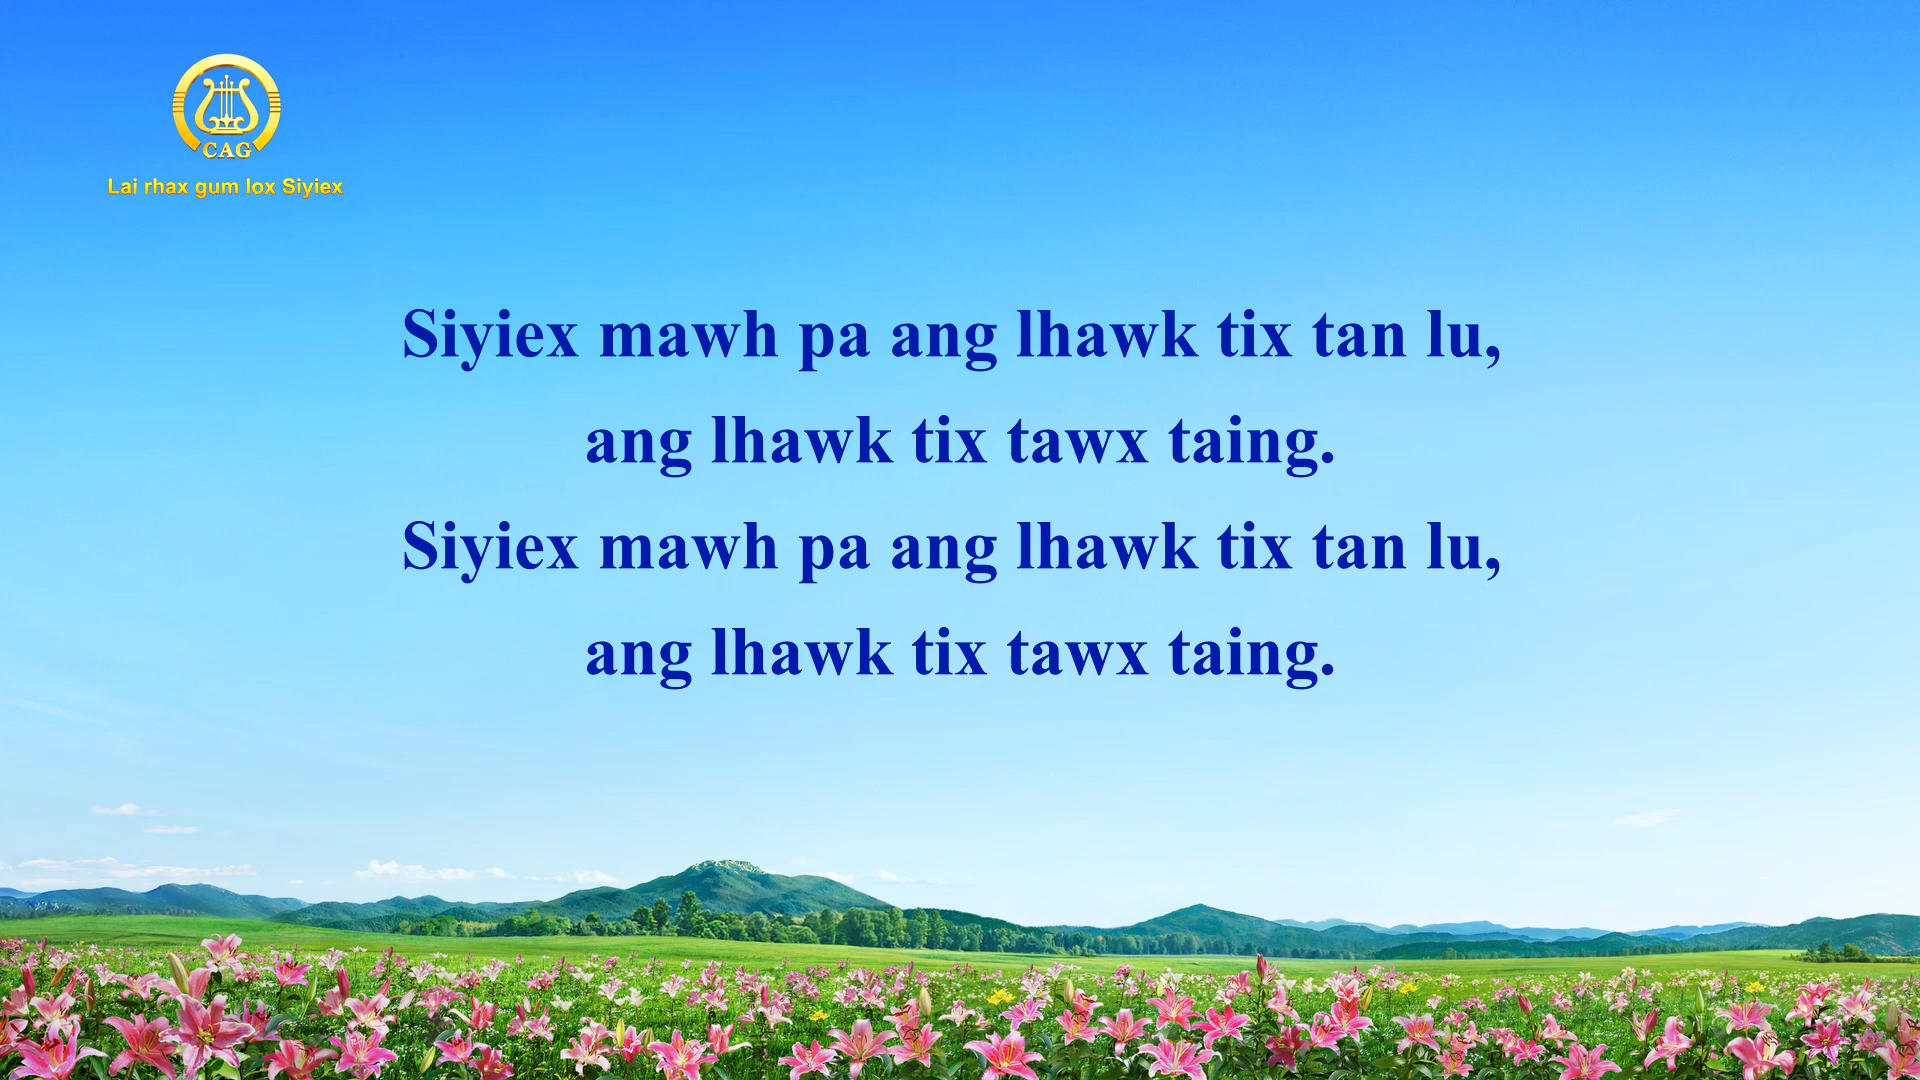 CAG
Lai rhax gum lox Siyiex
Siyiex mawh pa ang lhawk tix tan lu,
ang lhawk tix tawx taing.
Siyiex mawh pa ang lhawk tix tan lu,
ang lhawk tix tawx taing.